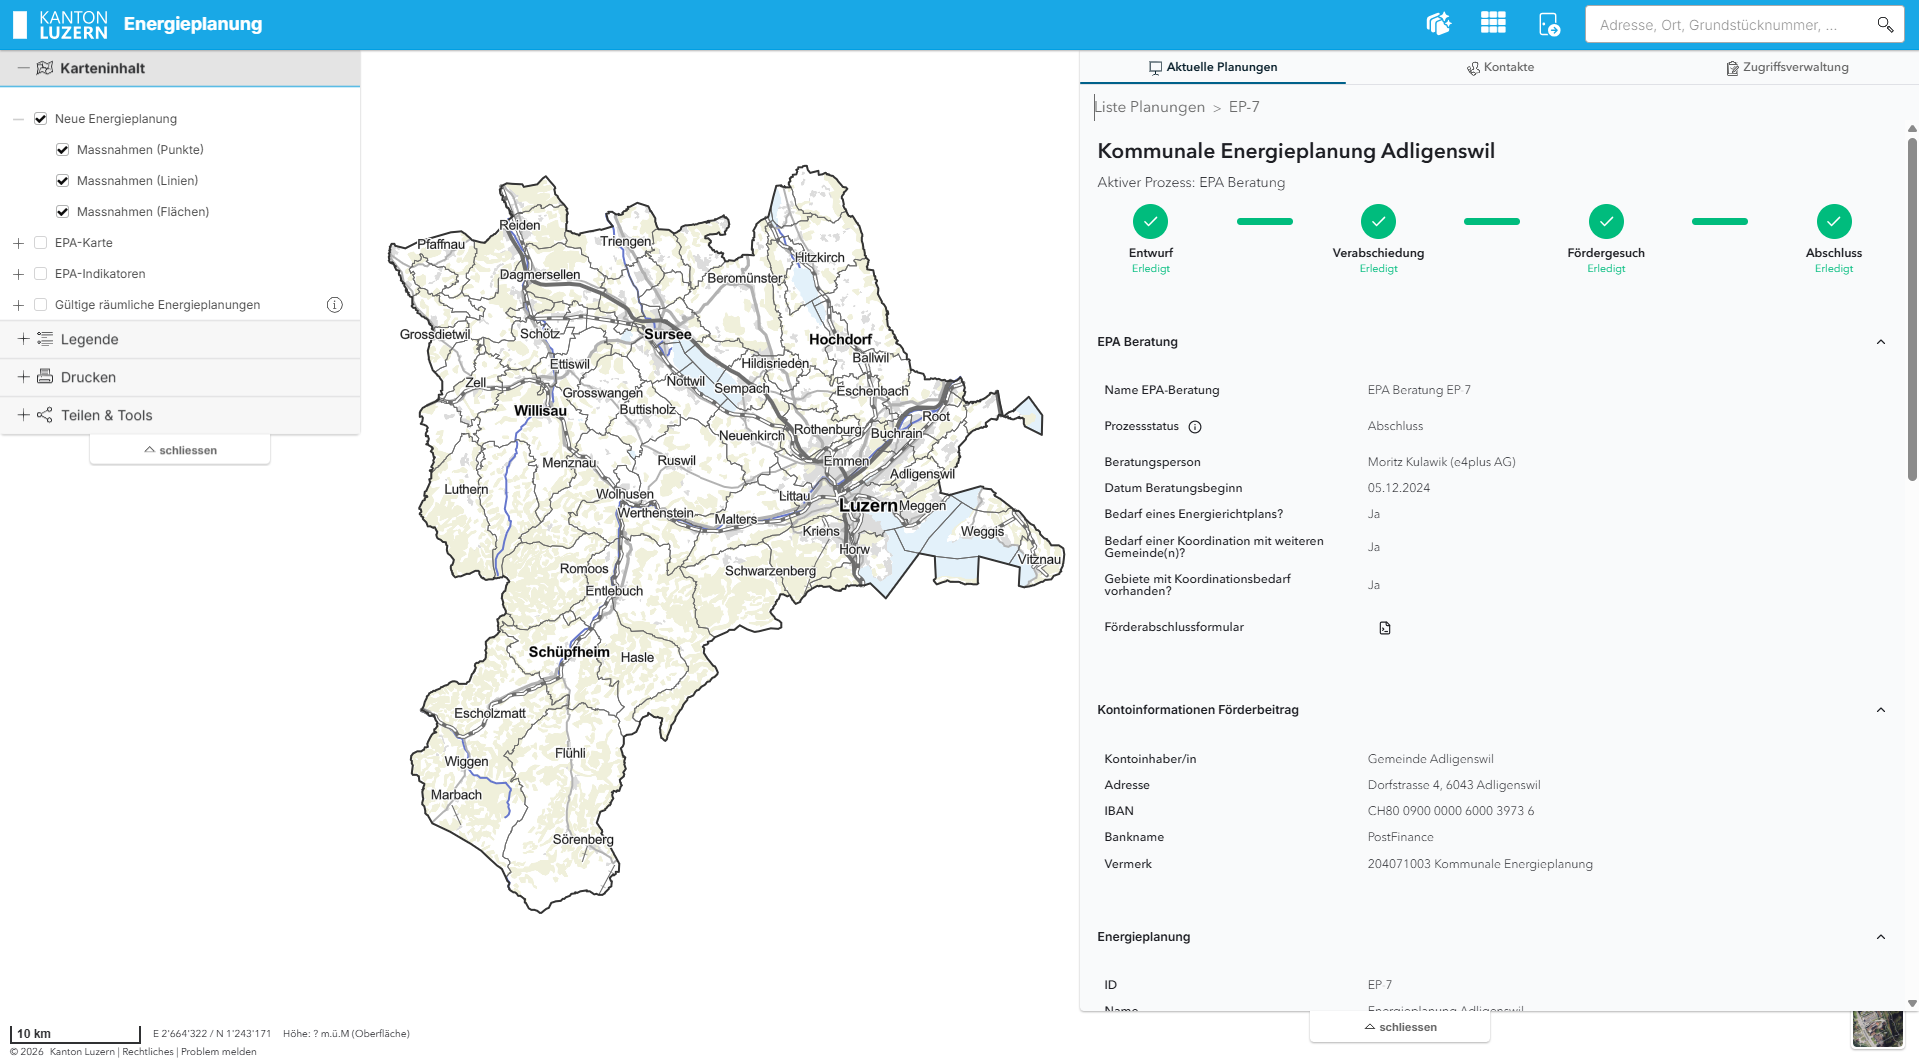 KANTON
LUZERN
Energieplanung
Adresse, Ort, Grundstücknummer, ...
Karteninhalt
Neue Energieplanung
Massnahmen (Punkte)
Massnahmen (Linien)
Massnahmen (Flächen)
EPA-Karte
EPA-Indikatoren
Gültige räumliche Energieplanungen
Legende
Drucken
Teilen & Tools
schliessen
Reiden
Pfaffnau
Triengen
Hitzkirch
Dagmersellen
Beromünster
Grossdietwil
Schötz
Sursee
Hochdorf
Ettiswil
Ballwil
Hildisrieden
Zell
Nottwil
Sempach
Eschenbach
Grosswangen
Willisau
Buttisholz
Root
Neuenkirch
Rothenburg
Buchrain
Menznau
Ruswil
Emmen
Adligenswil
Luthern
Wolhusen
Littau
Luzern
Meggen
Werthenstein
Malters
Kriens
Weggis
Horw
Vitznau
Romoos
Schwarzenberg
Entlebuch
Schüpfheim
Hasle
Escholzmatt
Flühli
Wiggen
Marbach
Sörenberg
10 km
E 2'664'322 / N 1'243'171 Höhe: ? m.ü.M (Oberfläche)
© 2026 Kanton Luzern | Rechtliches | Problem melden
Aktuelle Planungen
Kontakte
Zugriffsverwaltung
Liste Planungen > EP-7
Kommunale Energieplanung Adligenswil
Aktiver Prozess: EPA Beratung
Entwurf
Erledigt
Verabschiedung
Erledigt
Fördergesuch
Erledigt
Abschluss
Erledigt
EPA Beratung
Name EPA-Beratung EPA Beratung EP-7
Prozessstatus Abschluss
Beratungsperson Moritz Kulawik (e4plus AG)
Datum Beratungsbeginn 05.12.2024
Bedarf eines Energierichtplans? Ja
Bedarf einer Koordination mit weiteren
Gemeinde(n)? Ja
Gebiete mit Koordinationsbedarf
vorhanden? Ja
Förderabschlussformular
Kontoinformationen Förderbeitrag
Kontoinhaber/in Gemeinde Adligenswil
Adresse Dorfstrasse 4, 6043 Adligenswil
IBAN CH80 0900 0000 6000 3973 6
Bankname PostFinance
Vermerk 204071003 Kommunale Energieplanung
Energieplanung
ID EP-7
Name Energieplanung Adligenswil
schliessen